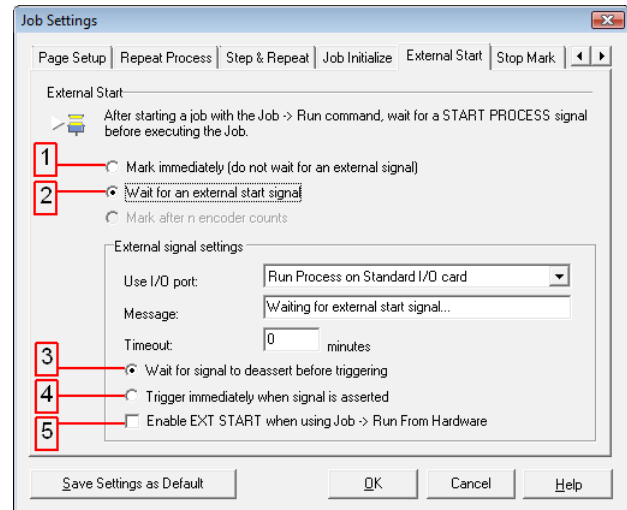 Job Settings
Page Setup Repeat Process Step & Repeat Job Initialize External Start Stop Mark
External Start
After starting a job with the Job -> Run command, wait for a START PROCESS signal
before executing the Job.
1 Mark immediately (do not wait for an external signal)
2 Wait for an external start signal
Mark after n encoder counts
External signal settings
Use I/O port: Run Process on Standard I/O card
Message: Waiting for external start signal...
Timeout: 0 minutes
3 Wait for signal to deassert before triggering
4 Trigger immediately when signal is asserted
5 Enable EXT START when using Job -> Run From Hardware
Save Settings as Default OK Cancel Help